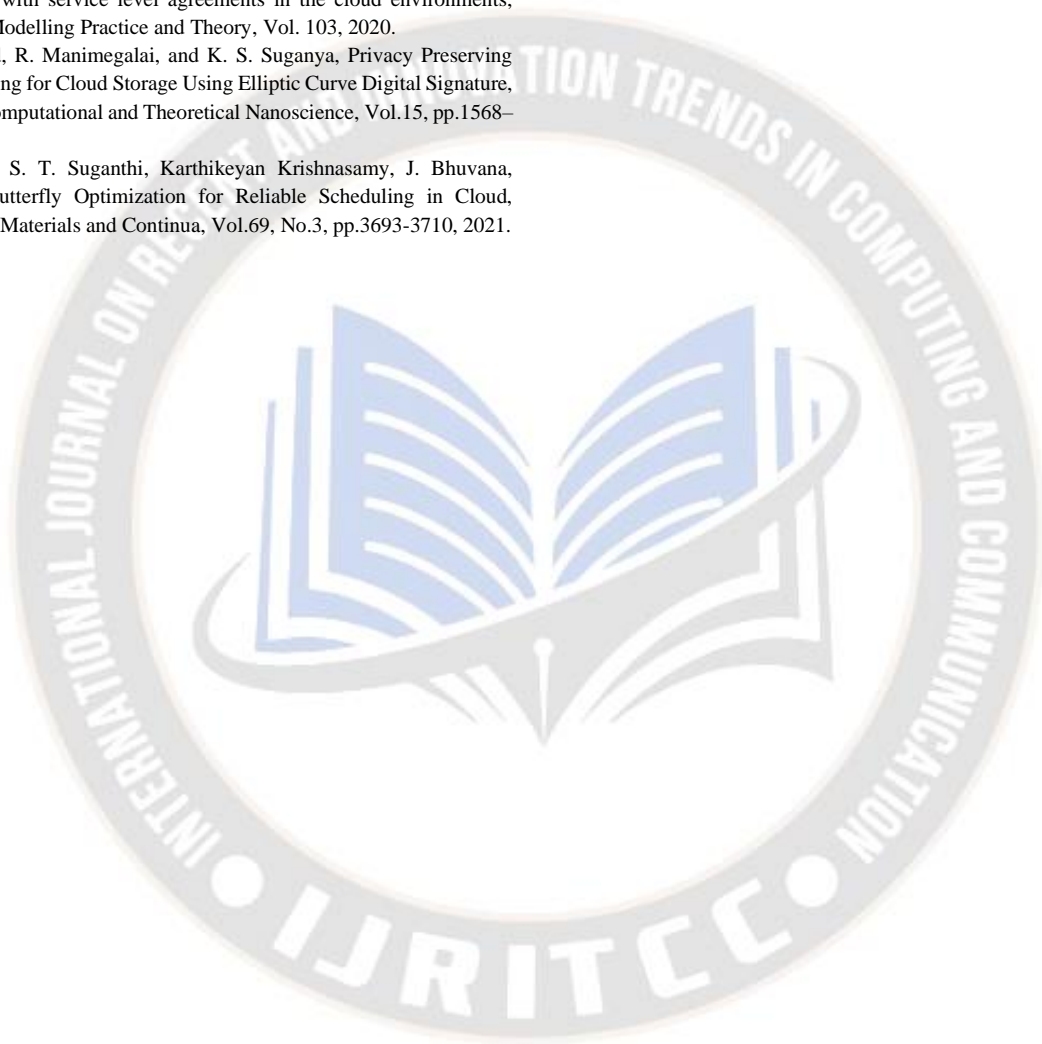 with service level agreements in the cloud environments,
Modelling Practice and Theory, Vol. 103, 2020.
, R. Manimegalai, and K. S. Suganya, Privacy Preserving
ng for Cloud Storage Using Elliptic Curve Digital Signature,
omputational and Theoretical Nanoscience, Vol.15, pp.1568–
S. T. Suganthi, Karthikeyan Krishnasamy, J. Bhuvana,
utterfly Optimization for Reliable Scheduling in Cloud,
Materials and Continua, Vol.69, No.3, pp.3693-3710, 2021.
INTERNATIONAL JOURNAL ON RECENT AND INNOVATION TRENDS IN COMPUTING AND COMMUNICATION
IJRITCC